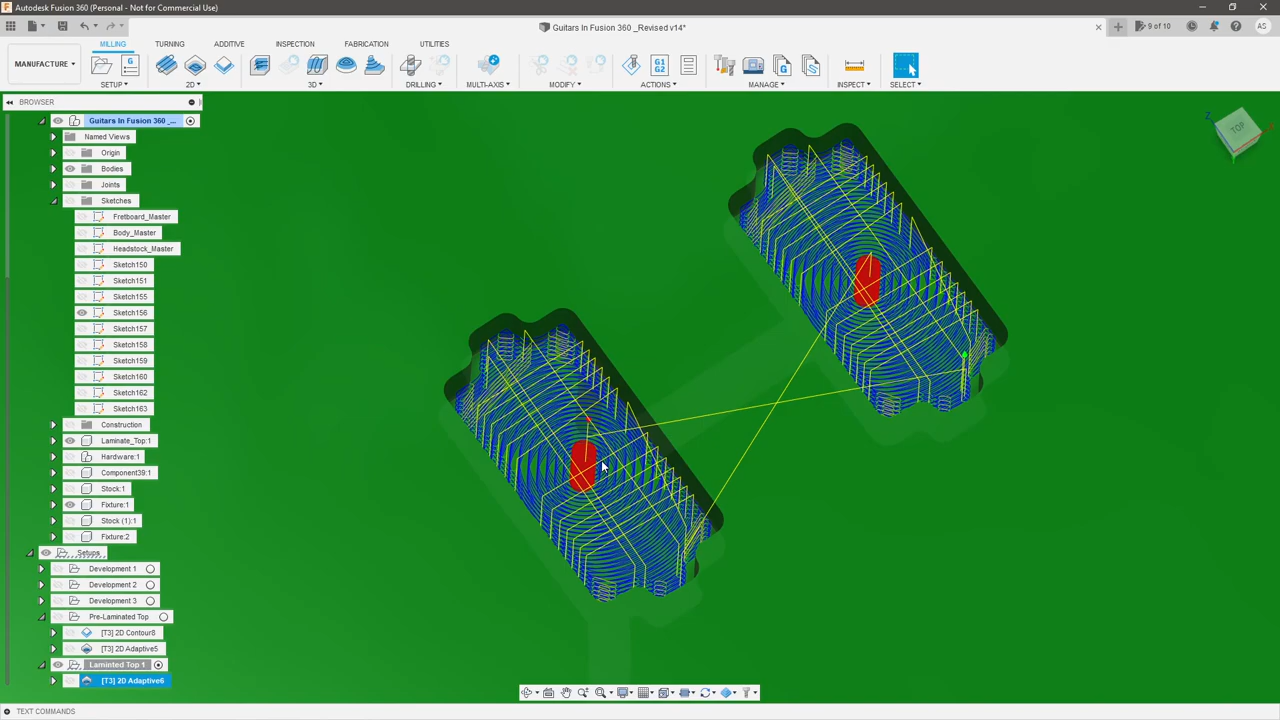 Autodesk Fusion 360 (Personal - Not for Commercial Use)
Guitars In Fusion 360 _Revised v14*
9 of 10
AS
MILLING TURNING ADDITIVE INSPECTION FABRICATION UTILITIES
MANUFACTURE
G
G1
G2
G
SETUP 2D 3D DRILLING MULTI-AXIS MODIFY ACTIONS MANAGE INSPECT SELECT
BROWSER
Guitars In Fusion 360 _...
Named Views
Origin
Bodies
Joints
Sketches
Fretboard_Master
Body_Master
Headstock_Master
Sketch150
Sketch151
Sketch155
Sketch156
Sketch157
Sketch158
Sketch159
Sketch160
Sketch162
Sketch163
Construction
Laminate_Top:1
Hardware:1
Component39:1
Stock:1
Fixture:1
Stock (1):1
Fixture:2
Setups
Development 1
Development 2
Development 3
Pre-Laminated Top
[T3] 2D Contour8
[T3] 2D Adaptive5
Laminted Top 1
[T3] 2D Adaptive6
Z
TOP
TEXT COMMANDS